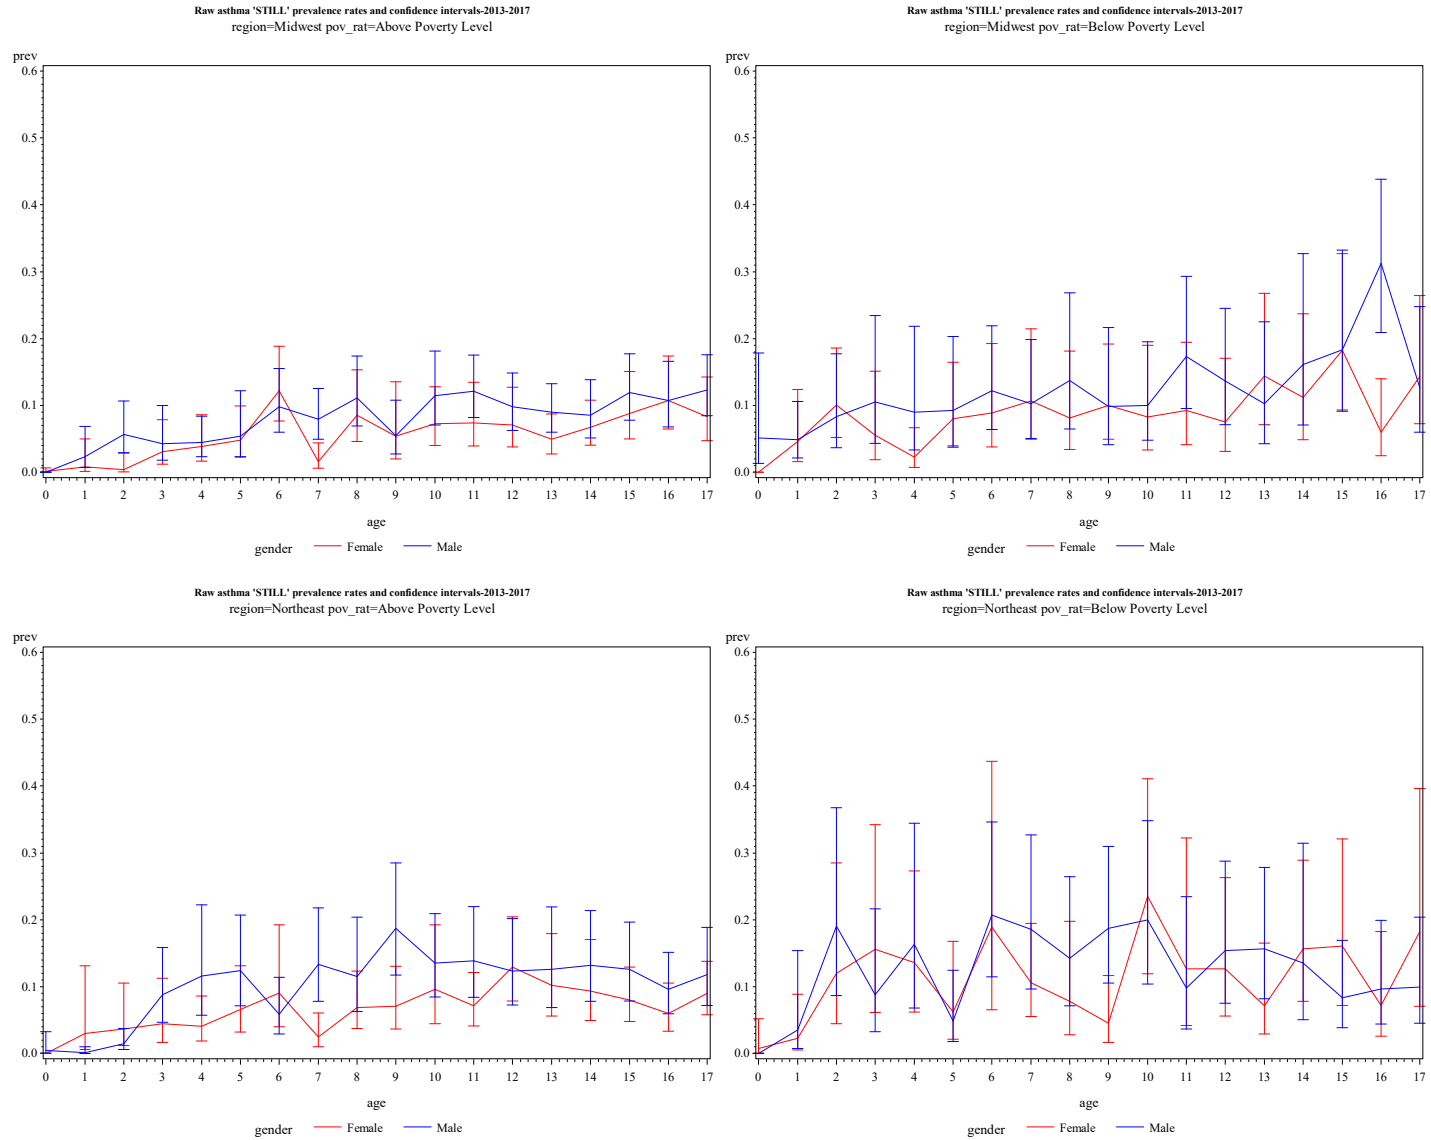 Raw asthma 'STILL' prevalence rates and confidence intervals-2013-2017
region=Midwest pov_rat=Above Poverty Level
prev
0.6
0.5
0.4
0.3
0.2
0.1
0.0
0 1 2 3 4 5 6 7 8 9 10 11 12 13 14 15 16 17
age
gender Female Male
Raw asthma 'STILL' prevalence rates and confidence intervals-2013-2017
region=Midwest pov_rat=Below Poverty Level
prev
0.6
0.5
0.4
0.3
0.2
0.1
0.0
0 1 2 3 4 5 6 7 8 9 10 11 12 13 14 15 16 17
age
gender Female Male
Raw asthma 'STILL' prevalence rates and confidence intervals-2013-2017
region=Northeast pov_rat=Above Poverty Level
prev
0.6
0.5
0.4
0.3
0.2
0.1
0.0
0 1 2 3 4 5 6 7 8 9 10 11 12 13 14 15 16 17
age
gender Female Male
Raw asthma 'STILL' prevalence rates and confidence intervals-2013-2017
region=Northeast pov_rat=Below Poverty Level
prev
0.6
0.5
0.4
0.3
0.2
0.1
0.0
0 1 2 3 4 5 6 7 8 9 10 11 12 13 14 15 16 17
age
gender Female Male